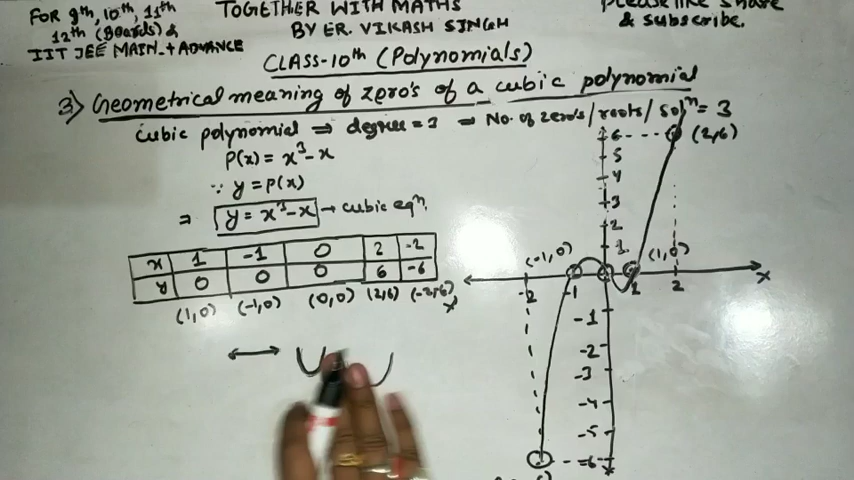 FOR 9th, 10th, 11th
12th (Boards) &
IIT JEE MAIN + ADVANCE
TOGETHER WITH MATHS
BY ER. VIKASH SINGH
Please like share
& subscribe.
CLASS-10th (Polynomials)
3) Geometrical meaning of zero's of a cubic polynomial
cubic polynomial ⇒ degree = 3 ⇒ No. of zero's/roots/solⁿ = 3
P(x) = x³-x
∵ y = P(x)
⇒ y = x³-x → cubic eqⁿ.
x 1 -1 0 2 -2
y 0 0 0 6 -6
(1,0) (-1,0) (0,0) (2,6) (-2,6)
6 (2,6)
5
4
3
2
1
(-1,0) (1,0)
x' x
-2 -1 1 2
-1
-2
-3
-4
-5
-6